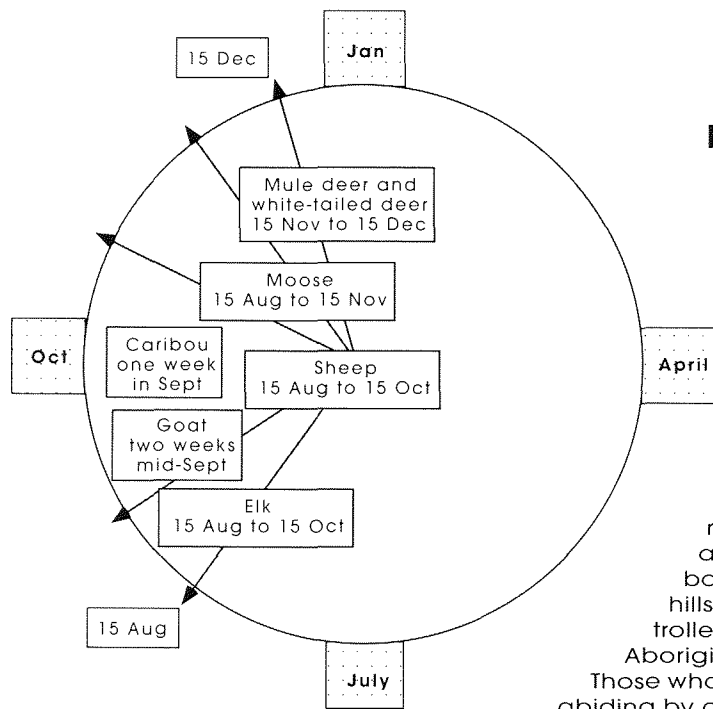 15 Dec
Jan
Mule deer and
white-tailed deer
15 Nov to 15 Dec
Moose
15 Aug to 15 Nov
Oct
Caribou
one week
in Sept
Sheep
15 Aug to 15 Oct
April
Goat
two weeks
mid-Sept
Elk
15 Aug to 15 Oct
15 Aug
July
hills
trolle
Aborigi
Those who
abiding by